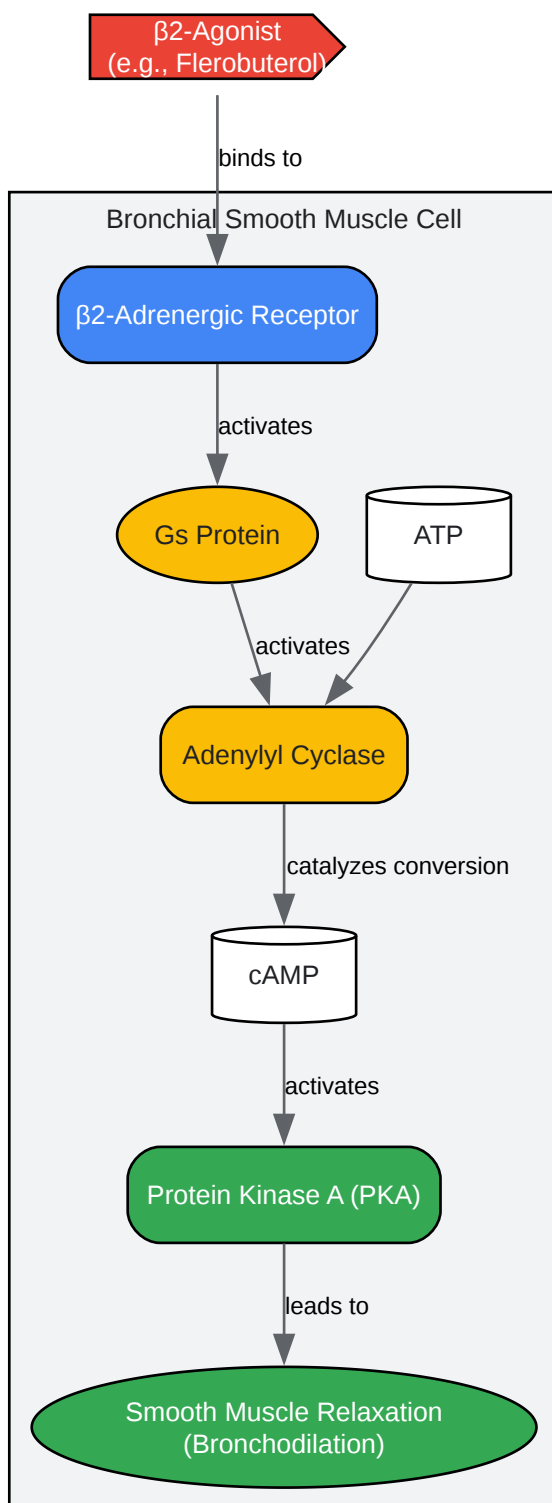 β2-Agonist
(e.g., Flerobuterol)
binds to
Bronchial Smooth Muscle Cell
β2-Adrenergic Receptor
activates
Gs Protein
ATP
activates
Adenylyl Cyclase
catalyzes conversion
cAMP
activates
Protein Kinase A (PKA)
leads to
Smooth Muscle Relaxation
(Bronchodilation)